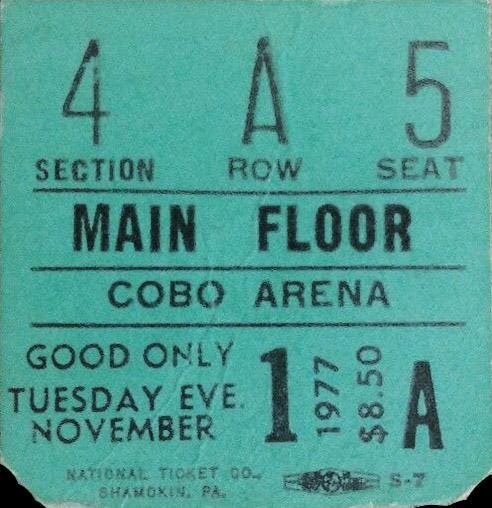 4 A 5
SECTION ROW SEAT
MAIN FLOOR
COBO ARENA
GOOD ONLY
TUESDAY EVE.
NOVEMBER
1
1977
$8.50
A
NATIONAL TICKET CO.,
SHAMOKIN, PA.
S-7